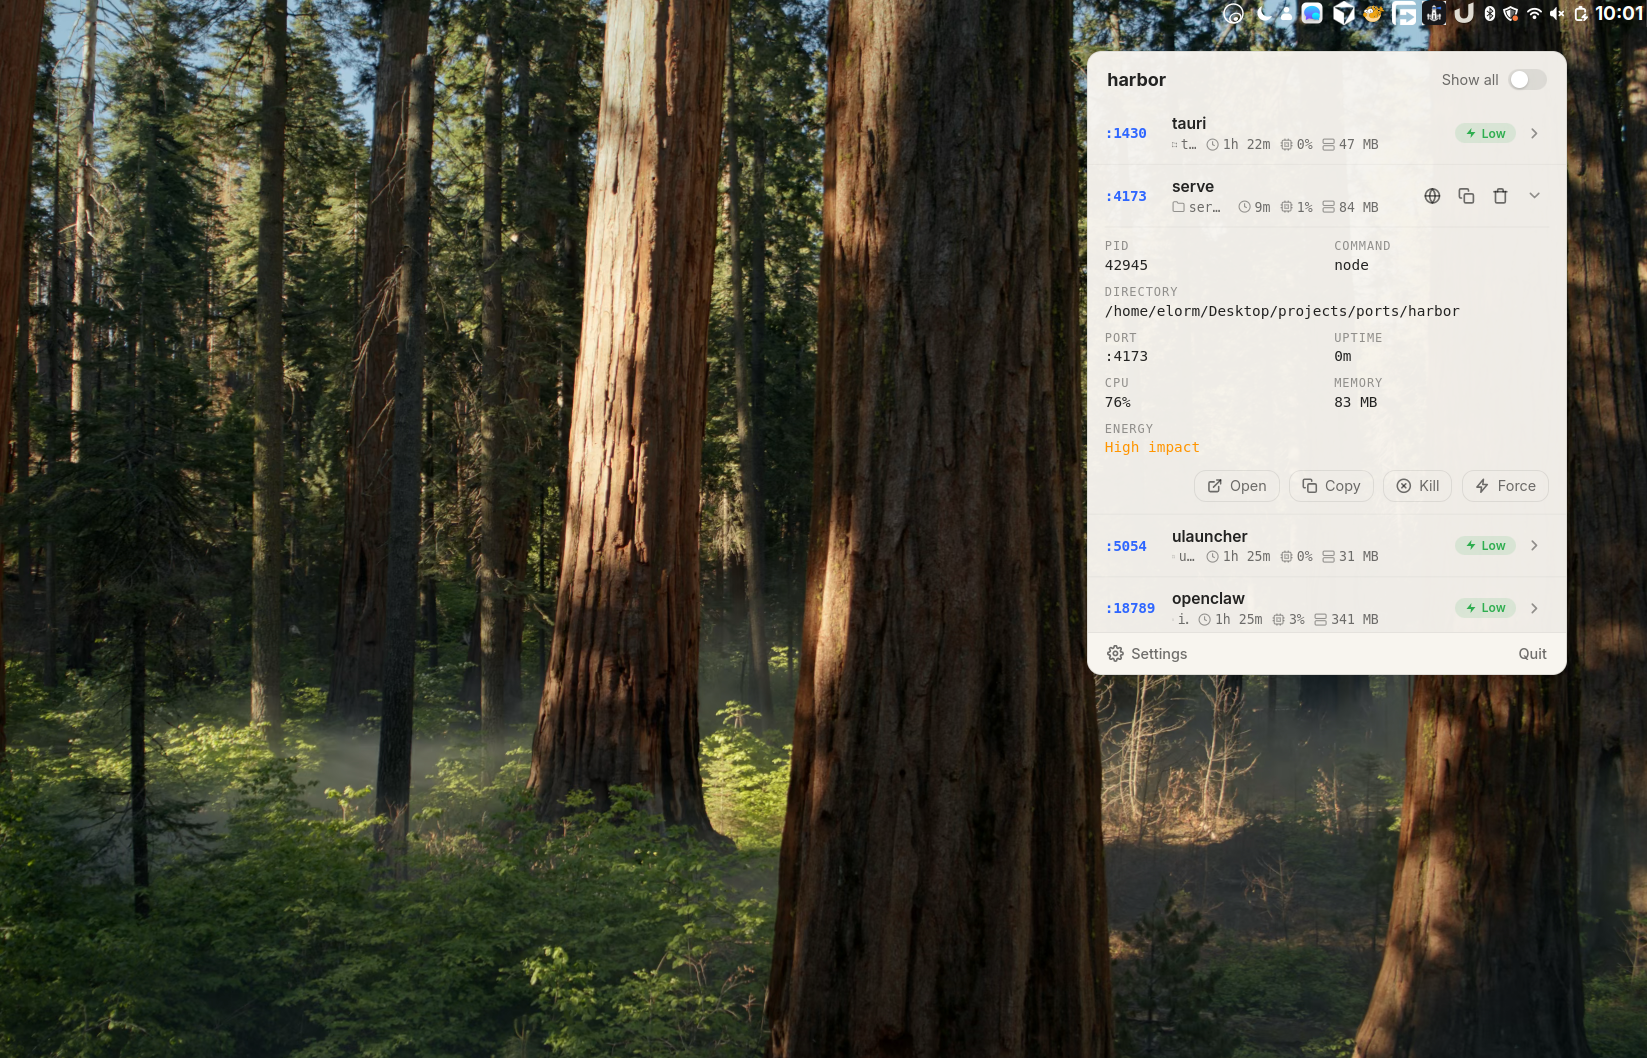 10:01
harbor
Show all
:1430
tauri
t…
1h 22m
0%
47 MB
Low
:4173
serve
ser…
9m
1%
84 MB
PID
COMMAND
42945
node
DIRECTORY
/home/elorm/Desktop/projects/ports/harbor
PORT
UPTIME
:4173
0m
CPU
MEMORY
76%
83 MB
ENERGY
High impact
Open
Copy
Kill
Force
:5054
ulauncher
u…
1h 25m
0%
31 MB
Low
:18789
openclaw
i.
1h 25m
3%
341 MB
Low
Settings
Quit